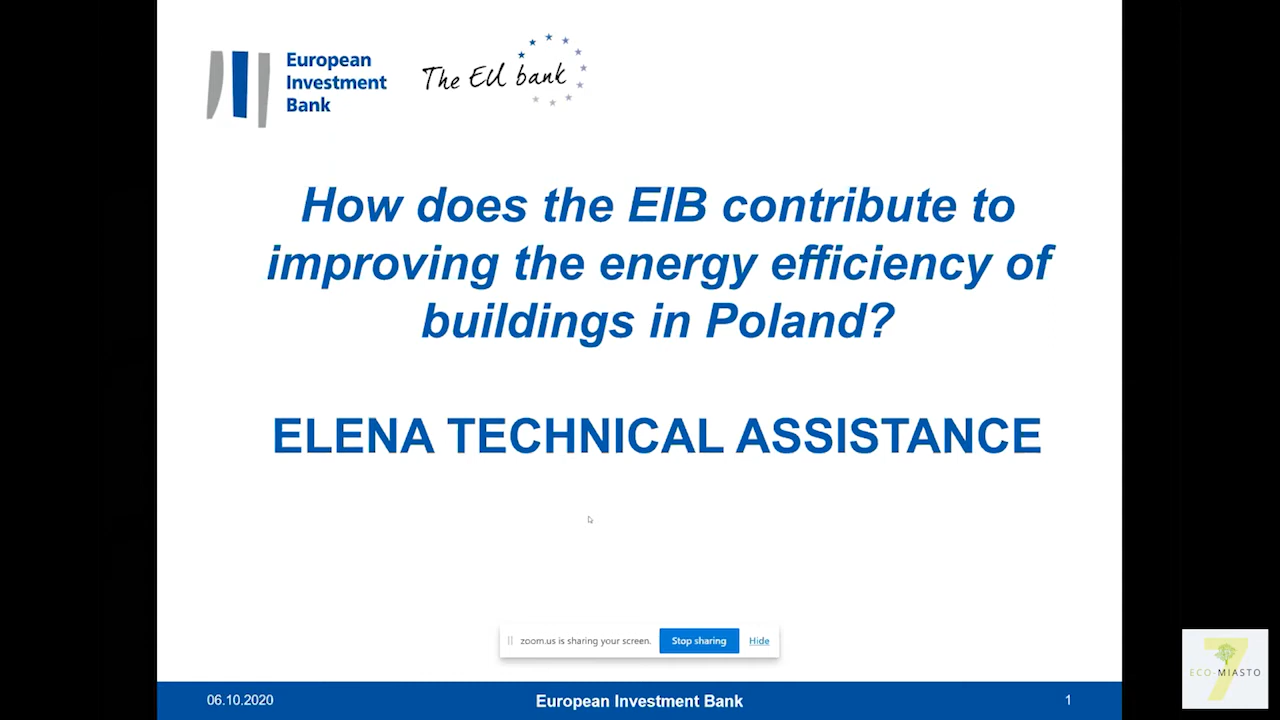 European
Investment
Bank
The EU bank
How does the EIB contribute to
improving the energy efficiency of
buildings in Poland?
ELENA TECHNICAL ASSISTANCE
zoom.us is sharing your screen.
Stop sharing
Hide
06.10.2020
European Investment Bank
1
7
ECO-MIASTO